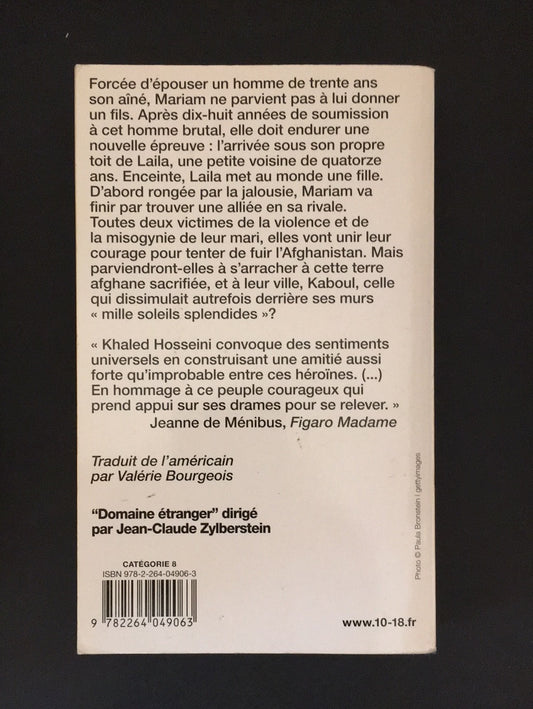 Forcée d'épouser un homme de trente ans
son aîné, Mariam ne parvient pas à lui donner
un fils. Après dix-huit années de soumission
à cet homme brutal, elle doit endurer une
nouvelle épreuve : l'arrivée sous son propre
toit de Laila, une petite voisine de quatorze
ans. Enceinte, Laila met au monde une fille.
D'abord rongée par la jalousie, Mariam va
finir par trouver une alliée en sa rivale.
Toutes deux victimes de la violence et de
la misogynie de leur mari, elles vont unir leur
courage pour tenter de fuir l'Afghanistan. Mais
parviendront-elles à s'arracher à cette terre
afghane sacrifiée, et à leur ville, Kaboul, celle
qui dissimulait autrefois derrière ses murs
« mille soleils splendides »?
« Khaled Hosseini convoque des sentiments
universels en construisant une amitié aussi
forte qu'improbable entre ces héroïnes. (...)
En hommage à ce peuple courageux qui
prend appui sur ses drames pour se relever. »
Jeanne de Ménibus, Figaro Madame
Traduit de l'américain
par Valérie Bourgeois
"Domaine étranger" dirigé
par Jean-Claude Zylberstein
Photo © Paula Bronstein / gettyimages
CATÉGORIE 8
ISBN 978-2-264-04906-3
9 782264 049063
www.10-18.fr